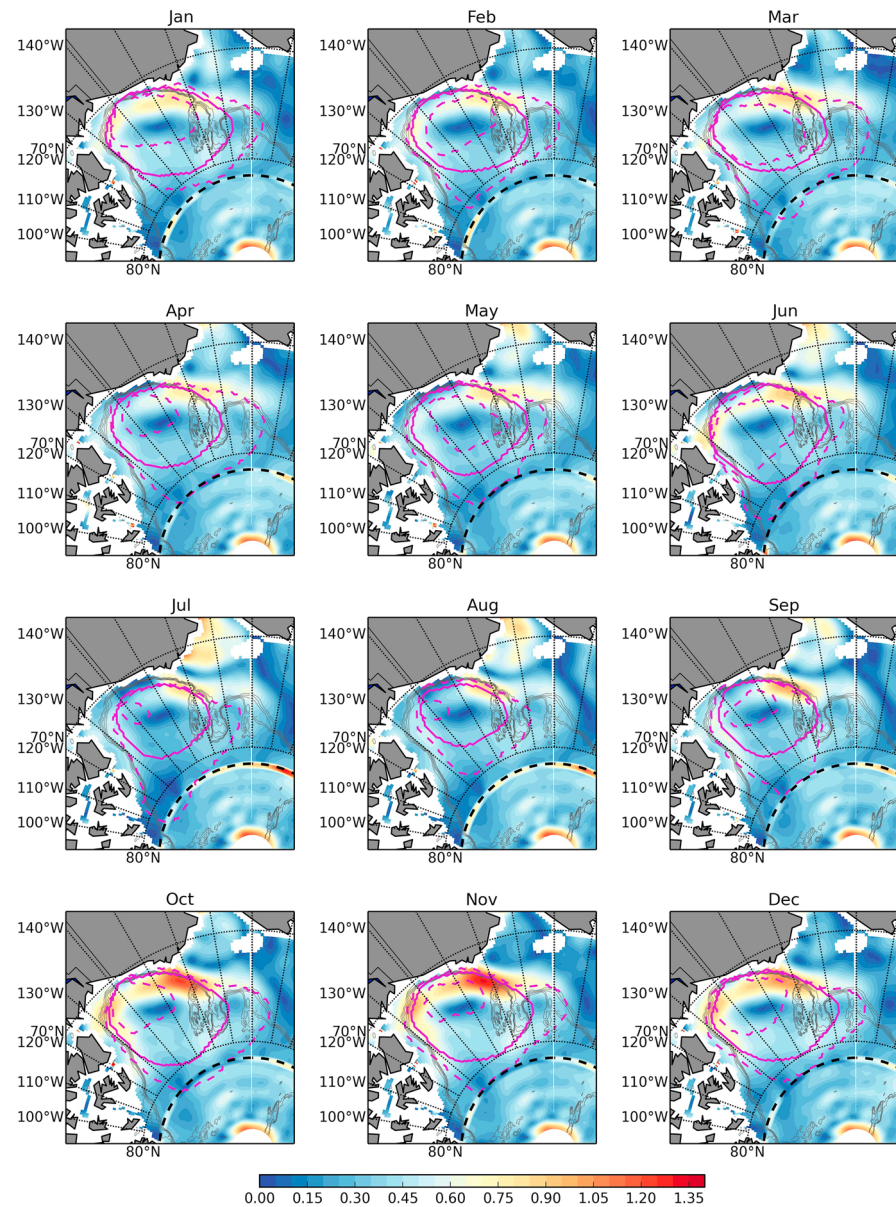 Jan Feb Mar
140°W 140°W 140°W
130°W 130°W 130°W
70°N 70°N 70°N
120°W 120°W 120°W
110°W 110°W 110°W
100°W 100°W 100°W
80°N 80°N 80°N
Apr May Jun
140°W 140°W 140°W
130°W 130°W 130°W
70°N 70°N 70°N
120°W 120°W 120°W
110°W 110°W 110°W
100°W 100°W 100°W
80°N 80°N 80°N
Jul Aug Sep
140°W 140°W 140°W
130°W 130°W 130°W
70°N 70°N 70°N
120°W 120°W 120°W
110°W 110°W 110°W
100°W 100°W 100°W
80°N 80°N 80°N
Oct Nov Dec
140°W 140°W 140°W
130°W 130°W 130°W
70°N 70°N 70°N
120°W 120°W 120°W
110°W 110°W 110°W
100°W 100°W 100°W
80°N 80°N 80°N
0.00 0.15 0.30 0.45 0.60 0.75 0.90 1.05 1.20 1.35